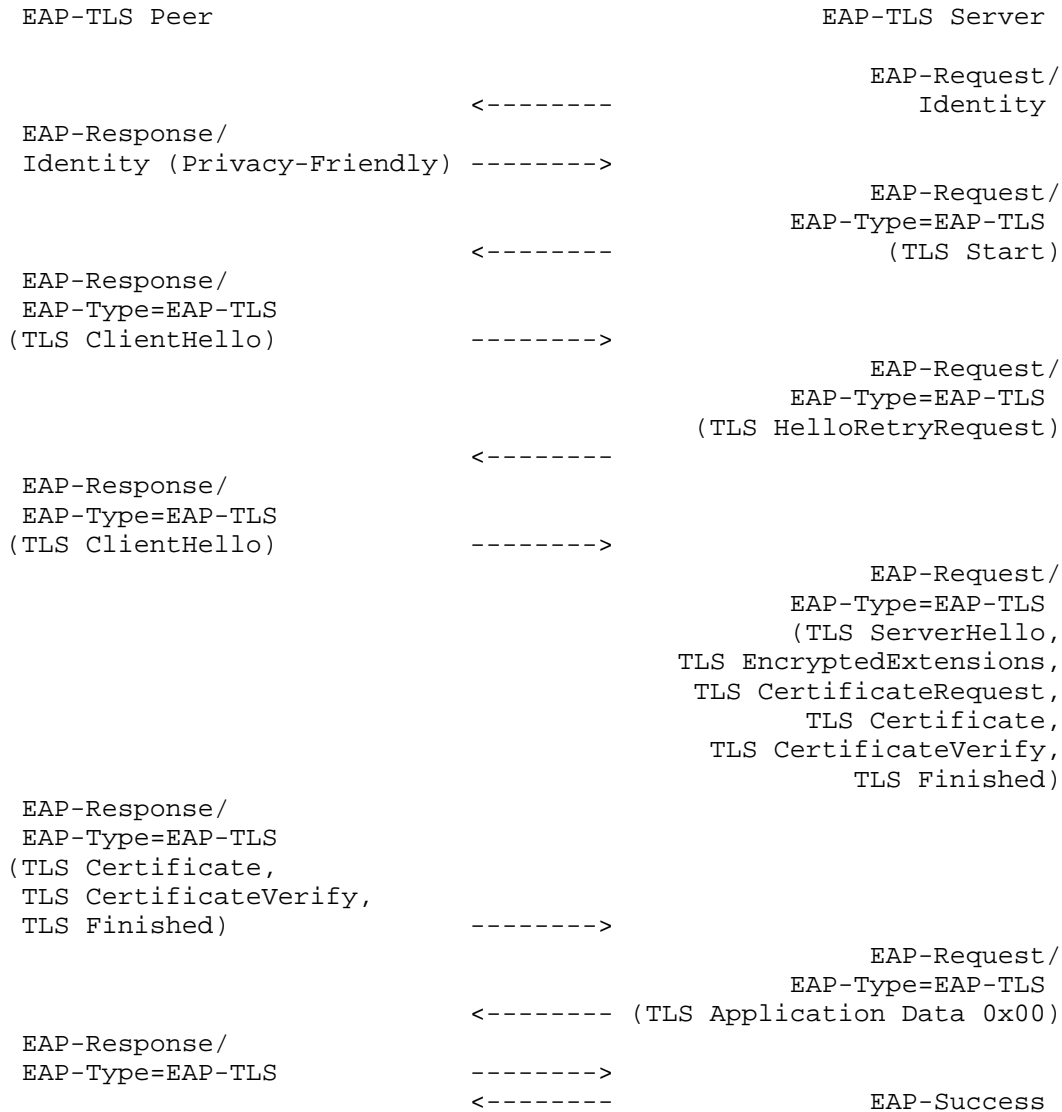 EAP-TLS Peer                                      EAP-TLS Server

                                                    EAP-Request/
                             <--------                  Identity
EAP-Response/
Identity (Privacy-Friendly)  -------->
                                                    EAP-Request/
                                                EAP-Type=EAP-TLS
                             <--------               (TLS Start)
EAP-Response/
EAP-Type=EAP-TLS
(TLS ClientHello)            -------->
                                                    EAP-Request/
                                                EAP-Type=EAP-TLS
                                          (TLS HelloRetryRequest)
                             <--------
EAP-Response/
EAP-Type=EAP-TLS
(TLS ClientHello)            -------->
                                                    EAP-Request/
                                                EAP-Type=EAP-TLS
                                                (TLS ServerHello,
                                         TLS EncryptedExtensions,
                                          TLS CertificateRequest,
                                                 TLS Certificate,
                                           TLS CertificateVerify,
                                                    TLS Finished)
EAP-Response/
EAP-Type=EAP-TLS
(TLS Certificate,
TLS CertificateVerify,
TLS Finished)                -------->
                                                    EAP-Request/
                                                EAP-Type=EAP-TLS
                             <-------- (TLS Application Data 0x00)
EAP-Response/
EAP-Type=EAP-TLS             -------->
                             <--------               EAP-Success